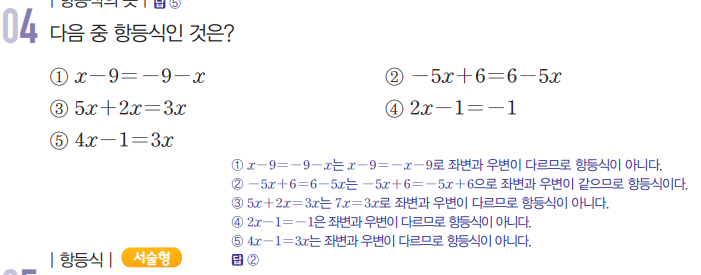 | 항등식의 뜻 | 답 ⑤
04 다음 중 항등식인 것은?
① x-9=-9-x ② -5x+6=6-5x
③ 5x+2x=3x ④ 2x-1=-1
⑤ 4x-1=3x
① x-9=-9-x는 x-9=-x-9로 좌변과 우변이 다르므로 항등식이 아니다.
② -5x+6=6-5x는 -5x+6=-5x+6으로 좌변과 우변이 같으므로 항등식이다.
③ 5x+2x=3x는 7x=3x로 좌변과 우변이 다르므로 항등식이 아니다.
④ 2x-1=-1은 좌변과 우변이 다르므로 항등식이 아니다.
⑤ 4x-1=3x는 좌변과 우변이 다르므로 항등식이 아니다.
답 ②
| 항등식 | 서술형